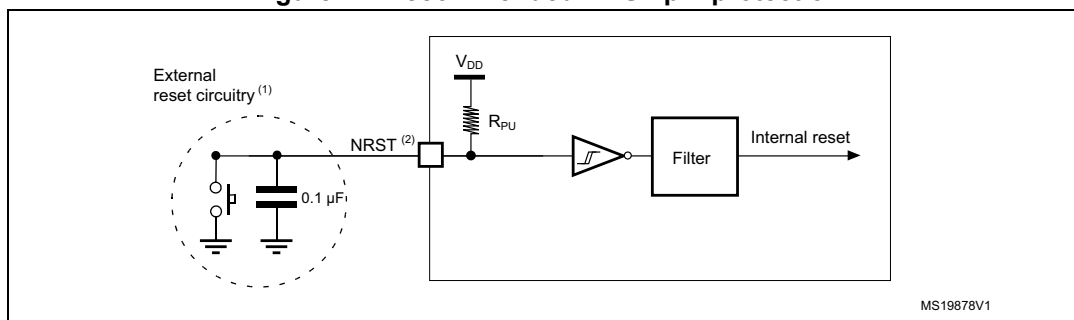 External
reset circuitry (1)
VDD
RPU
NRST (2)
Filter
Internal reset
0.1 µF
MS19878V1